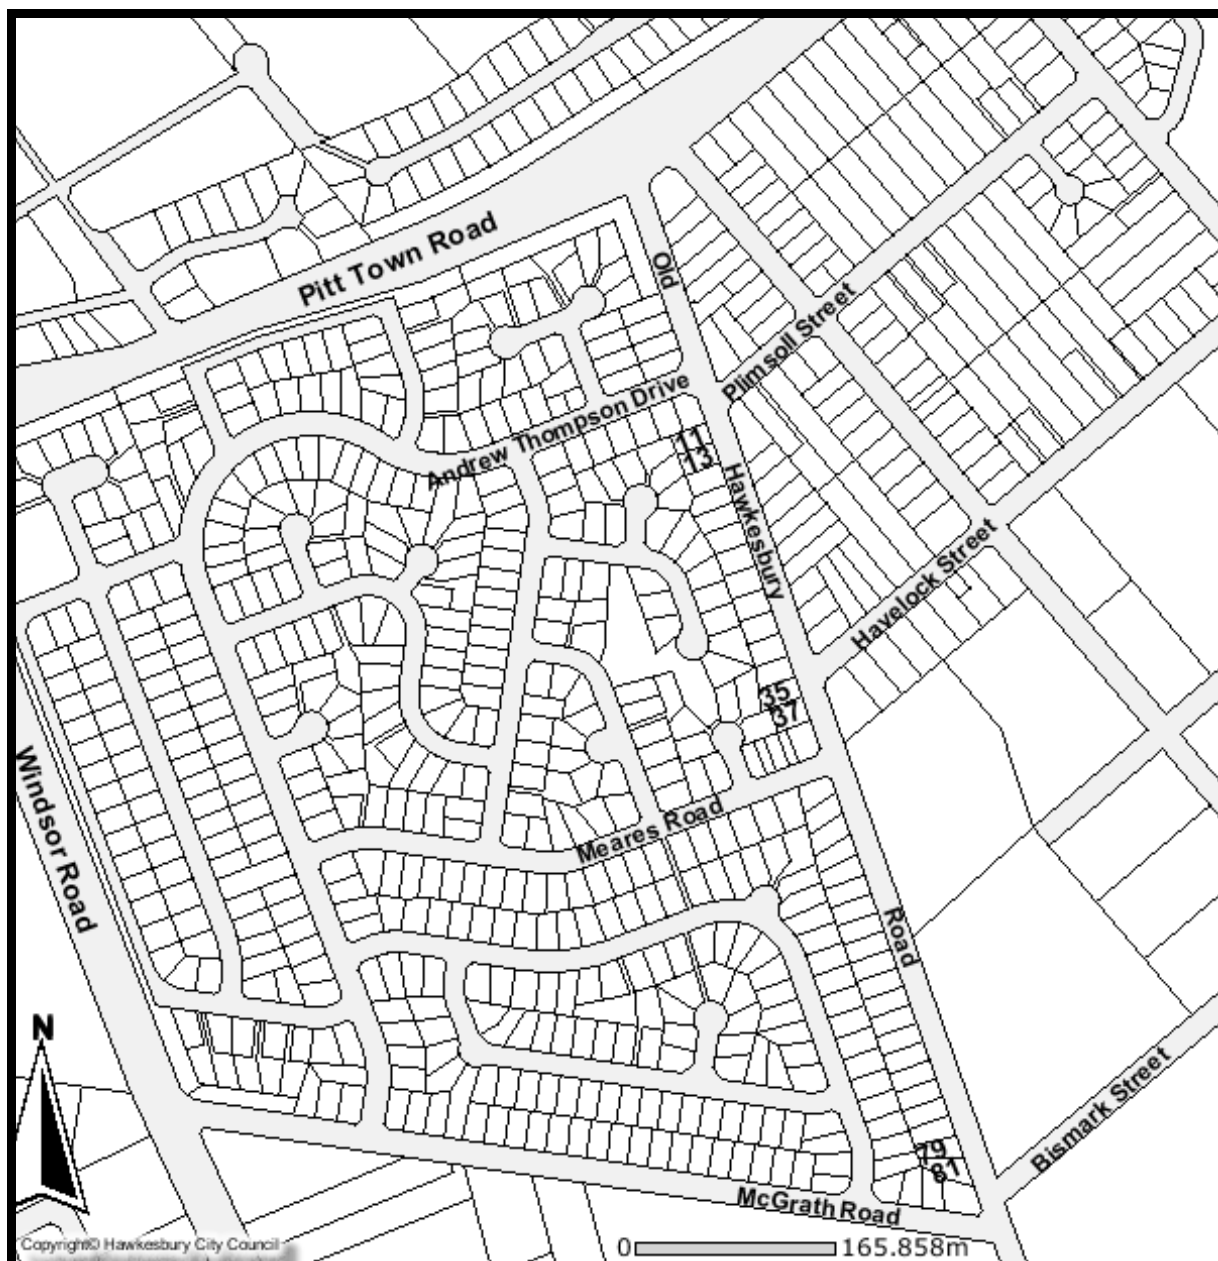 Pitt Town Road
Old
Plimsoll Street
Andrew Thompson Drive
11
13
Hawkesbury
Havelock Street
35
37
Windsor Road
Meares Road
Road
N
Bismark Street
79
81
McGrath Road
Copyright© Hawkesbury City Council
0 165.858m